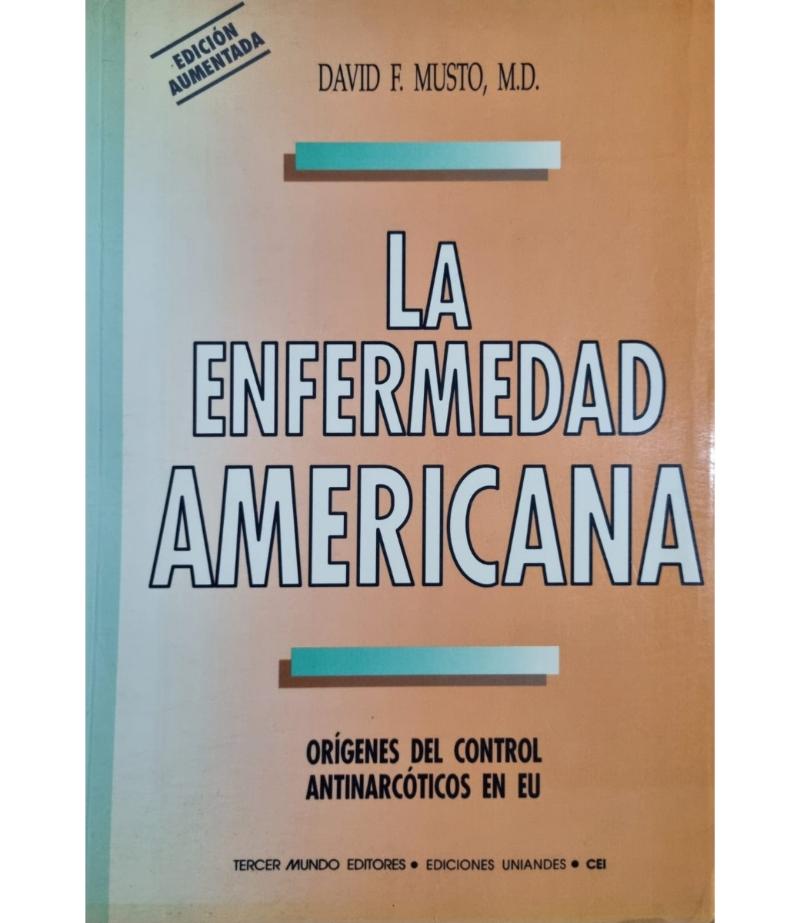 EDICIÓN
AUMENTADA
DAVID F. MUSTO, M.D.
LA
ENFERMEDAD
AMERICANA
ORÍGENES DEL CONTROL
ANTINARCÓTICOS EN EU
TERCER MUNDO EDITORES • EDICIONES UNIANDES • CEI